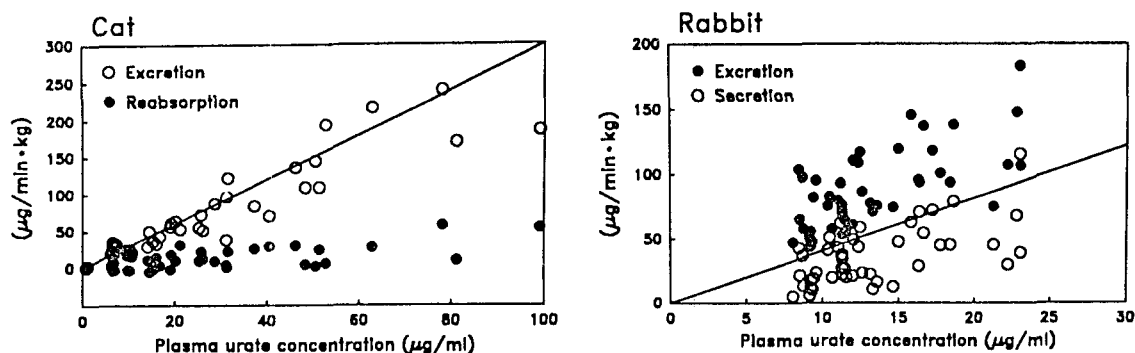 Cat
300
250
200
150
100
50
0
(μg/min·kg)
Excretion
Reabsorption
0 20 40 60 80 100
Plasma urate concentration (μg/ml)
Rabbit
200
150
100
50
0
(μg/min·kg)
Excretion
Secretion
0 5 10 15 20 25 30
Plasma urate concentration (μg/ml)